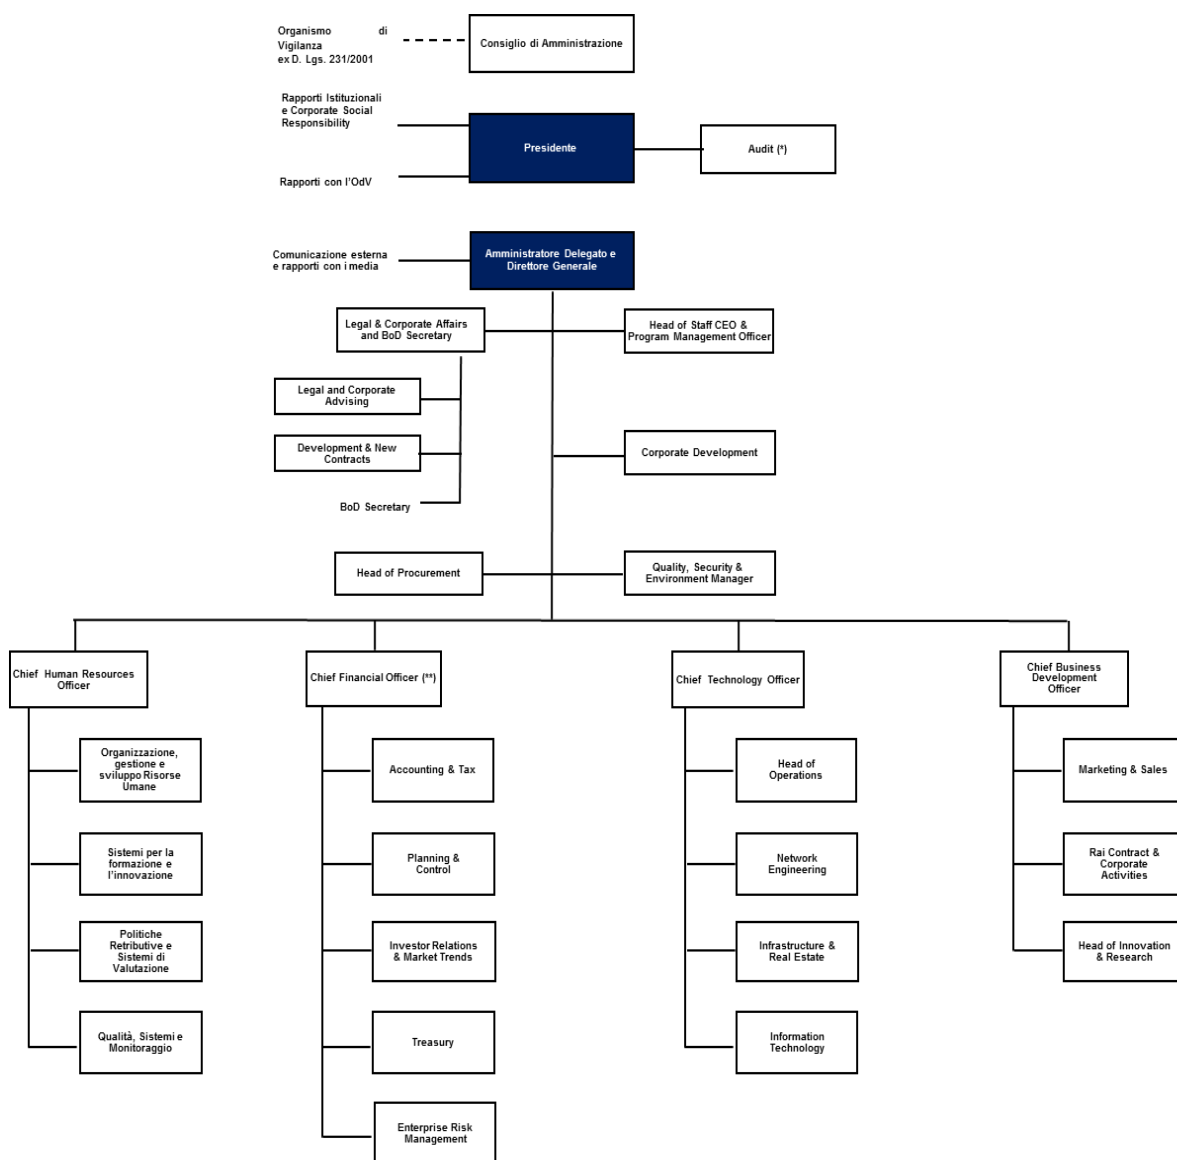 Organismo di
Vigilanza
ex D. Lgs. 231/2001
Consiglio di Amministrazione
Rapporti Istituzionali
e Corporate Social
Responsibility
Presidente
Audit (*)
Rapporti con l'OdV
Comunicazione esterna
e rapporti con i media
Amministratore Delegato e
Direttore Generale
Legal & Corporate Affairs
and BoD Secretary
Head of Staff CEO &
Program Management Officer
Legal and Corporate
Advising
Development & New
Contracts
Corporate Development
BoD Secretary
Head of Procurement
Quality, Security &
Environment Manager
Chief Human Resources
Officer
Chief Financial Officer (**)
Chief Technology Officer
Chief Business
Development
Officer
Organizzazione,
gestione e
sviluppo Risorse
Umane
Accounting & Tax
Head of
Operations
Marketing & Sales
Sistemi per la
formazione e
l'innovazione
Planning &
Control
Network
Engineering
Rai Contract &
Corporate
Activities
Politiche
Retributive e
Sistemi di
Valutazione
Investor Relations
& Market Trends
Infrastructure &
Real Estate
Head of Innovation
& Research
Qualità, Sistemi e
Monitoraggio
Treasury
Information
Technology
Enterprise Risk
Management